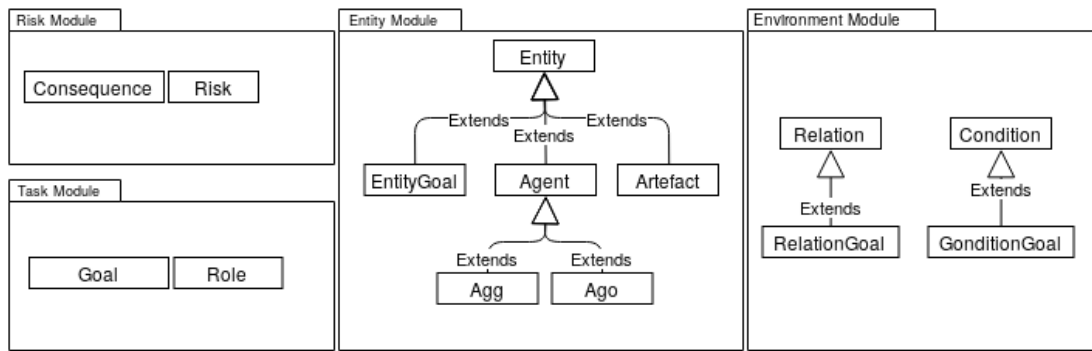 Risk Module
Consequence
Risk
Task Module
Goal
Role
Entity Module
Entity
Extends
Extends
Extends
EntityGoal
Agent
Artefact
Extends
Extends
Agg
Ago
Environment Module
Relation
Condition
Extends
Extends
RelationGoal
GonditionGoal